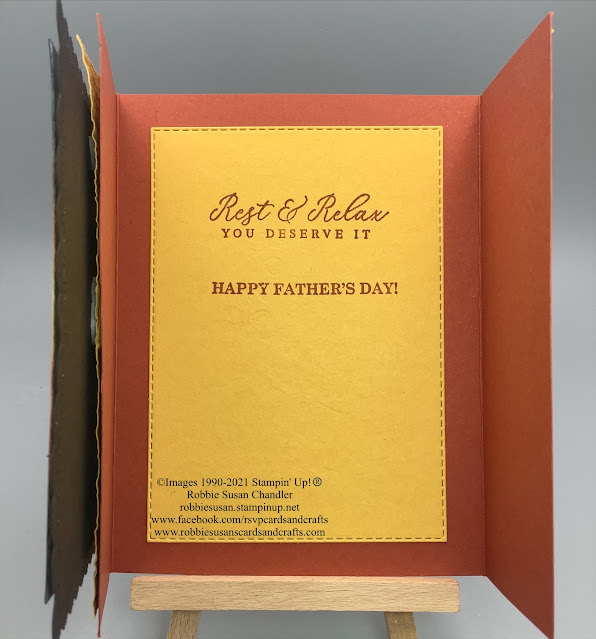 Rest & Relax
YOU DESERVE IT
HAPPY FATHER'S DAY!
©Images 1990-2021 Stampin' Up! ®
Robbie Susan Chandler
robbiesusan.stampinup.net
www.facebook.com/rsvpcardsandcrafts
www.robbiesusanscardsandcrafts.com